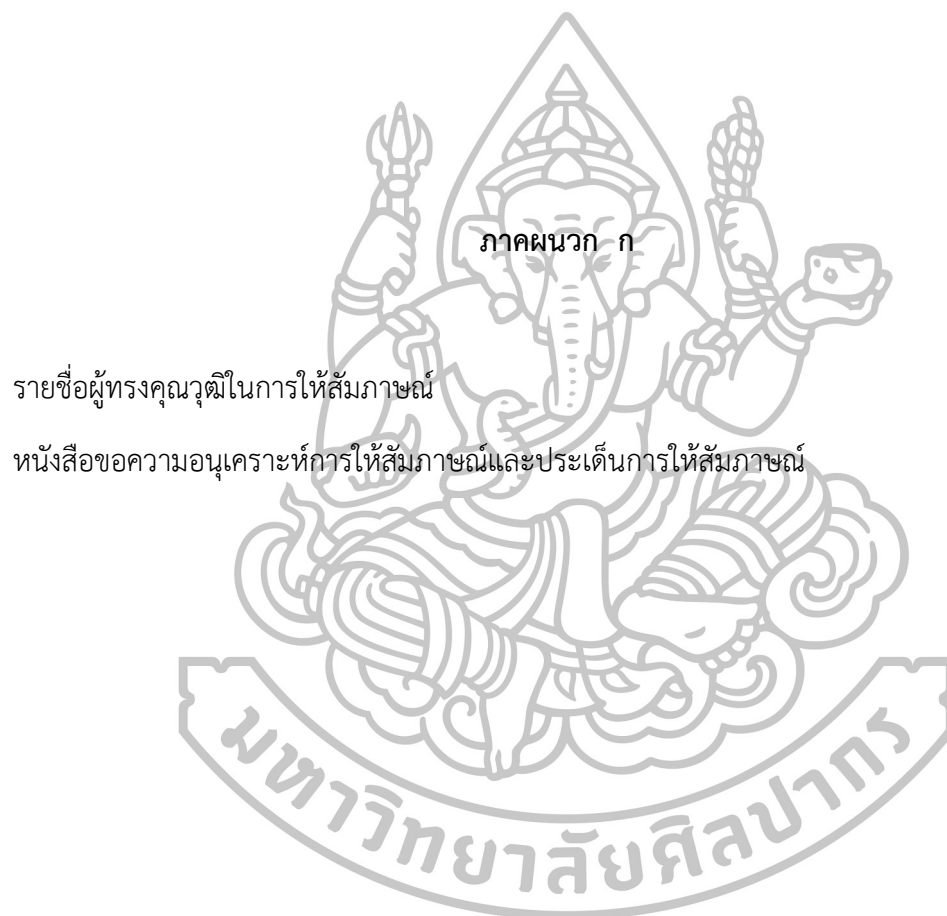 ภาคผนวก ก
รายชื่อผู้ทรงคุณวุฒิในการให้สัมภาษณ์
หนังสือขอความอนุเคราะห์การให้สัมภาษณ์และประเด็นการให้สัมภาษณ์
มหาวิทยาลัยศิลปากร